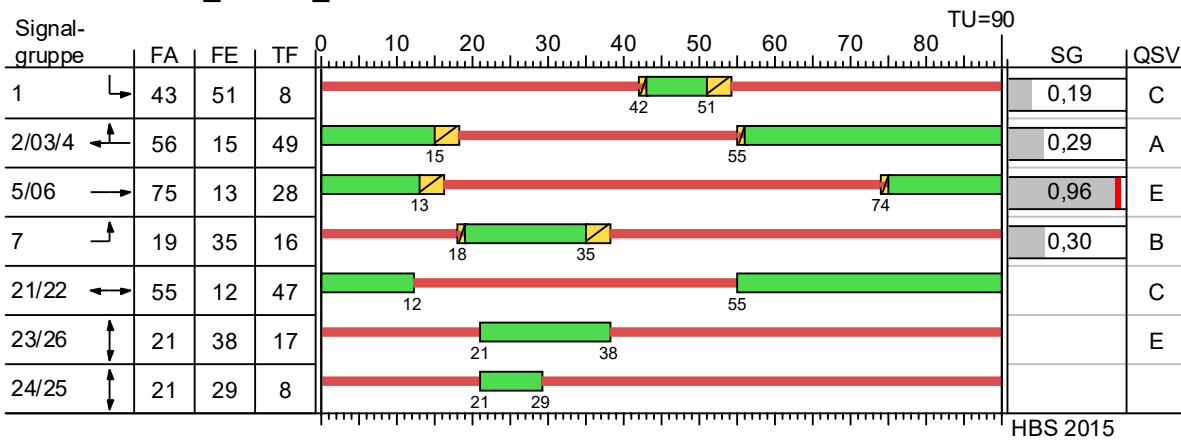 TU=90
Signal-
gruppe FA FE TF 0 10 20 30 40 50 60 70 80 SG QSV
1 43 51 8 42 51 0,19 C
2/03/4 56 15 49 15 55 0,29 A
5/06 75 13 28 13 74 0,96 E
7 19 35 16 18 35 0,30 B
21/22 55 12 47 12 55 C
23/26 21 38 17 21 38 E
24/25 21 29 8 21 29
HBS 2015